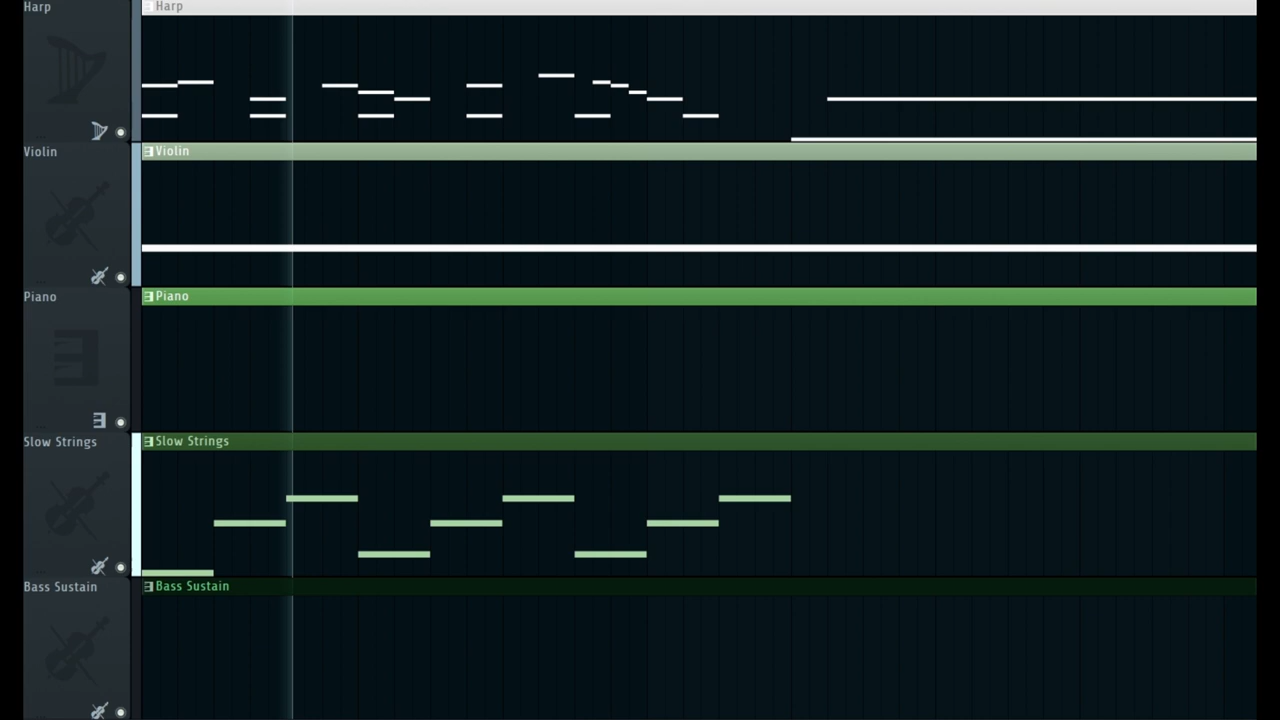 Harp
Harp
Violin
Violin
Piano
Piano
Slow Strings
Slow Strings
Bass Sustain
Bass Sustain